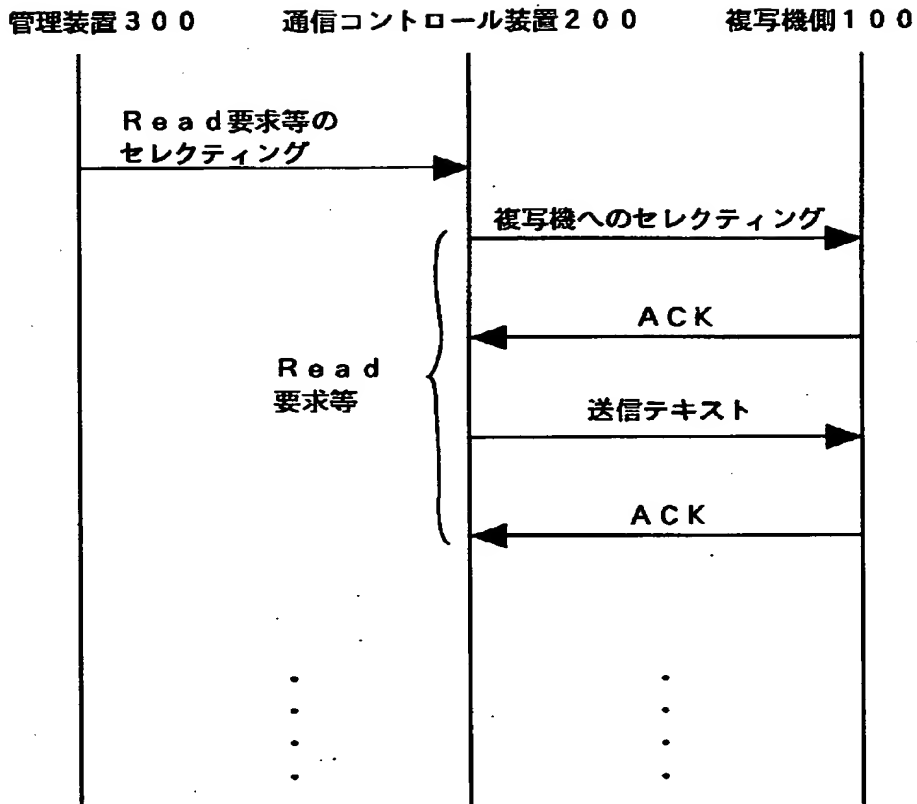 管理装置３００ 通信コントロール装置２００ 複写機側１００
Ｒｅａｄ要求等の
セレクティング
複写機へのセレクティング
ＡＣＫ
Ｒｅａｄ
要求等
送信テキスト
ＡＣＫ